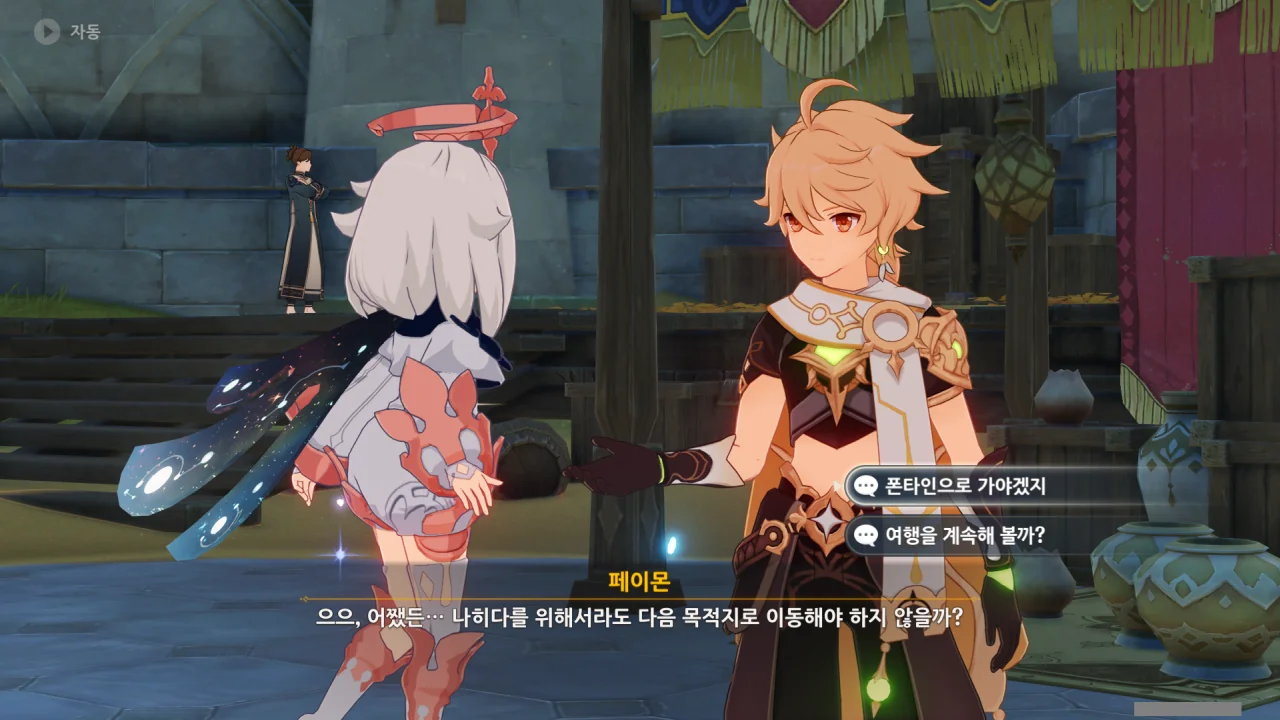 자동
폰타인으로 가야겠지
여행을 계속해 볼까?
페이몬
으으, 어쨌든… 나히다를 위해서라도 다음 목적지로 이동해야 하지 않을까?